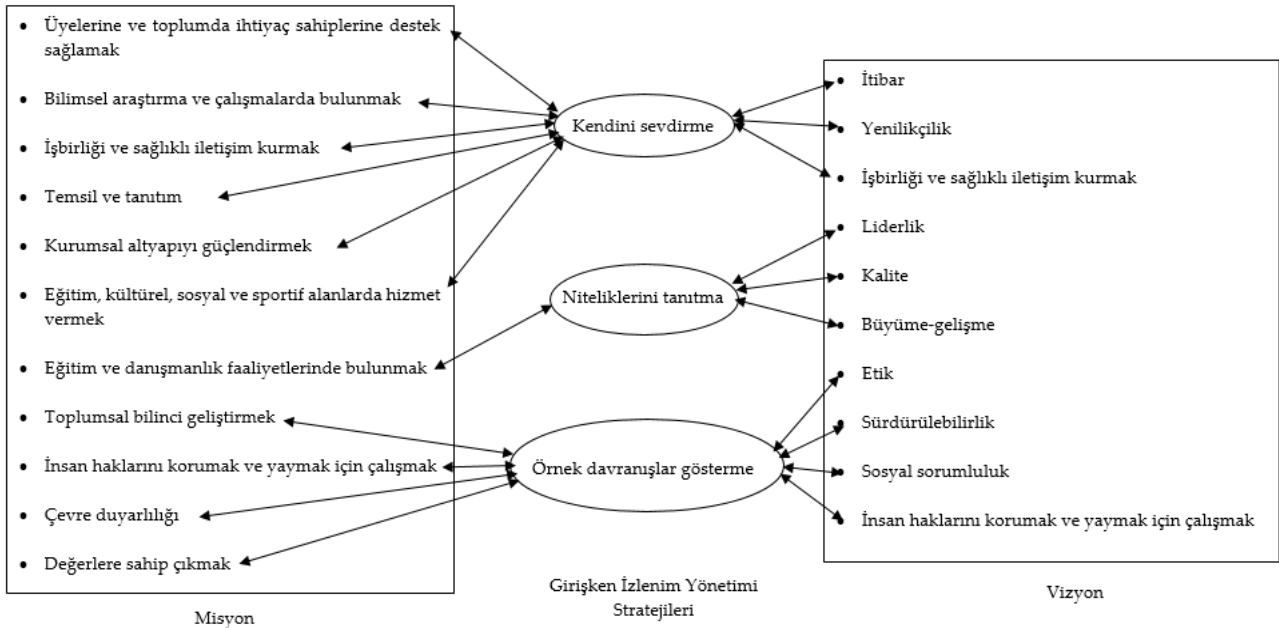 • Üyelerine ve toplumda ihtiyaç sahiplerine destek
sağlamak
• Bilimsel araştırma ve çalışmalarda bulunmak
• İşbirliği ve sağlıklı iletişim kurmak
• Temsil ve tanıtım
• Kurumsal altyapıyı güçlendirmek
• Eğitim, kültürel, sosyal ve sportif alanlarda hizmet
vermek
• Eğitim ve danışmanlık faaliyetlerinde bulunmak
• Toplumsal bilinci geliştirmek
• İnsan haklarını korumak ve yaymak için çalışmak
• Çevre duyarlılığı
• Değerlere sahip çıkmak
Misyon
Kendini sevdirme
Niteliklerini tanıtma
Örnek davranışlar gösterme
Girişken İzlenim Yönetimi
Stratejileri
• İtibar
• Yenilikçilik
• İşbirliği ve sağlıklı iletişim kurmak
• Liderlik
• Kalite
• Büyüme-gelişme
• Etik
• Sürdürülebilirlik
• Sosyal sorumluluk
• İnsan haklarını korumak ve yaymak için çalışmak
Vizyon